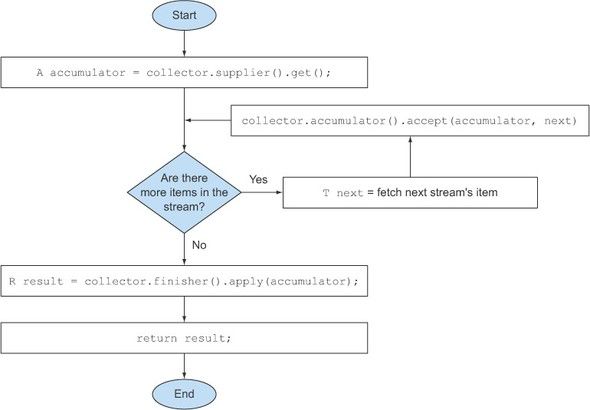 Start
A accumulator = collector.supplier().get();
collector.accumulator().accept(accumulator, next)
Are there
more items in the
stream?
Yes
T next = fetch next stream's item
No
R result = collector.finisher().apply(accumulator);
return result;
End